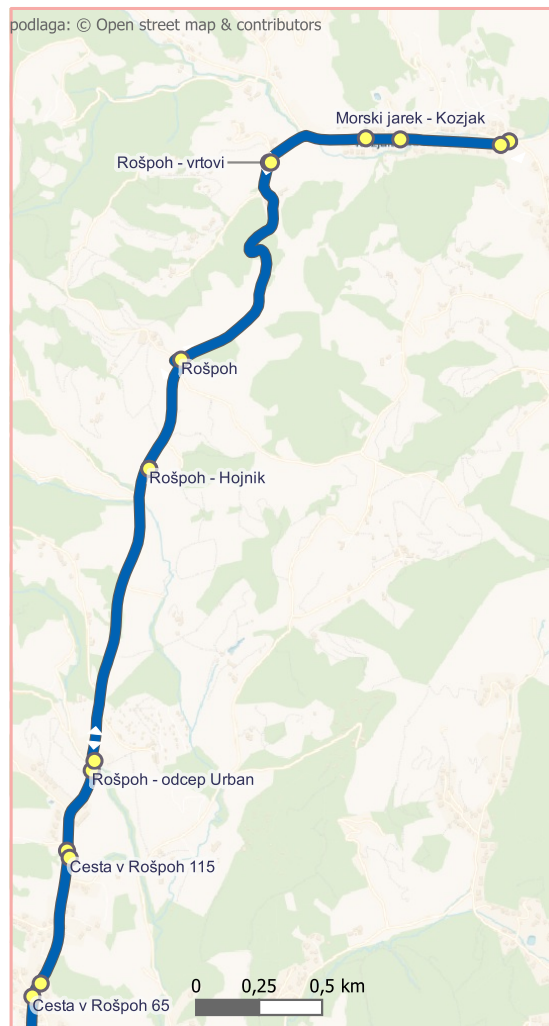 podlaga: © Open street map & contributors
Morski jarek - Kozjak
Rošpoh - vrtovi
Rošpoh
Rošpoh - Hojnik
Rošpoh - odcep Urban
Cesta v Rošpoh 115
0 0,25 0,5 km
Cesta v Rošpoh 65